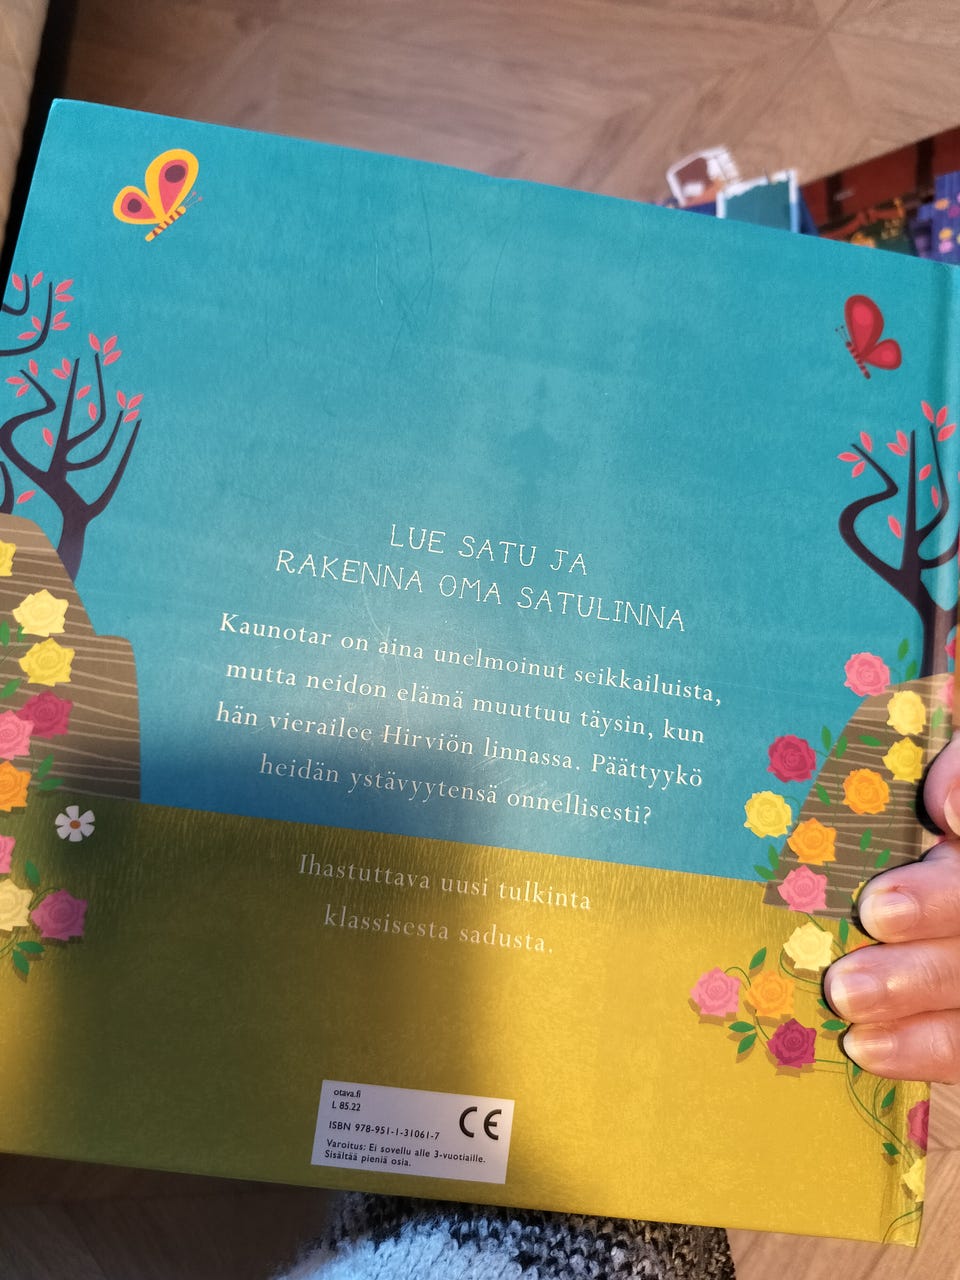 LUE SATU JA
RAKENNA OMA SATULINNA
Kaunotar on aina unelmoinut seikkailuista,
mutta neidon elämä muuttuu täysin, kun
hän vierailee Hirviön linnassa. Päättyykö
heidän ystävyytensä onnellisesti?
Ihastuttava uusi tulkinta
klassisesta sadusta.
otava.fi
L 85.22
CE
ISBN 978-951-1-31061-7
Varoitus: Ei sovellu alle 3-vuotiaille.
Sisältää pieniä osia.